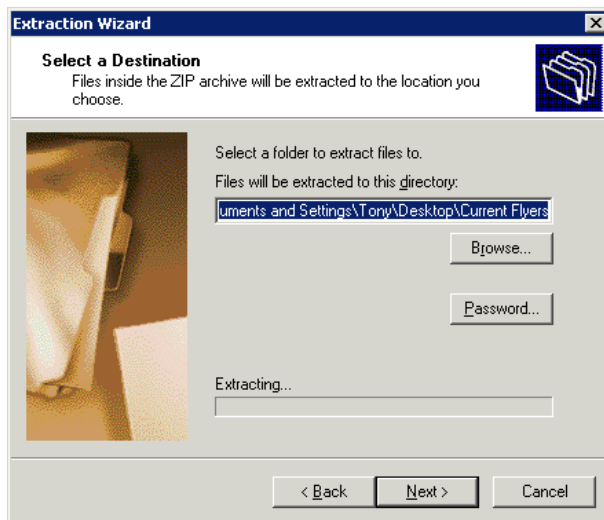 Extraction Wizard
Select a Destination
Files inside the ZIP archive will be extracted to the location you
choose.
Select a folder to extract files to.
Files will be extracted to this directory:
uments and Settings\Tony\Desktop\Current Flyers
Browse...
Password...
Extracting...
< Back
Next >
Cancel